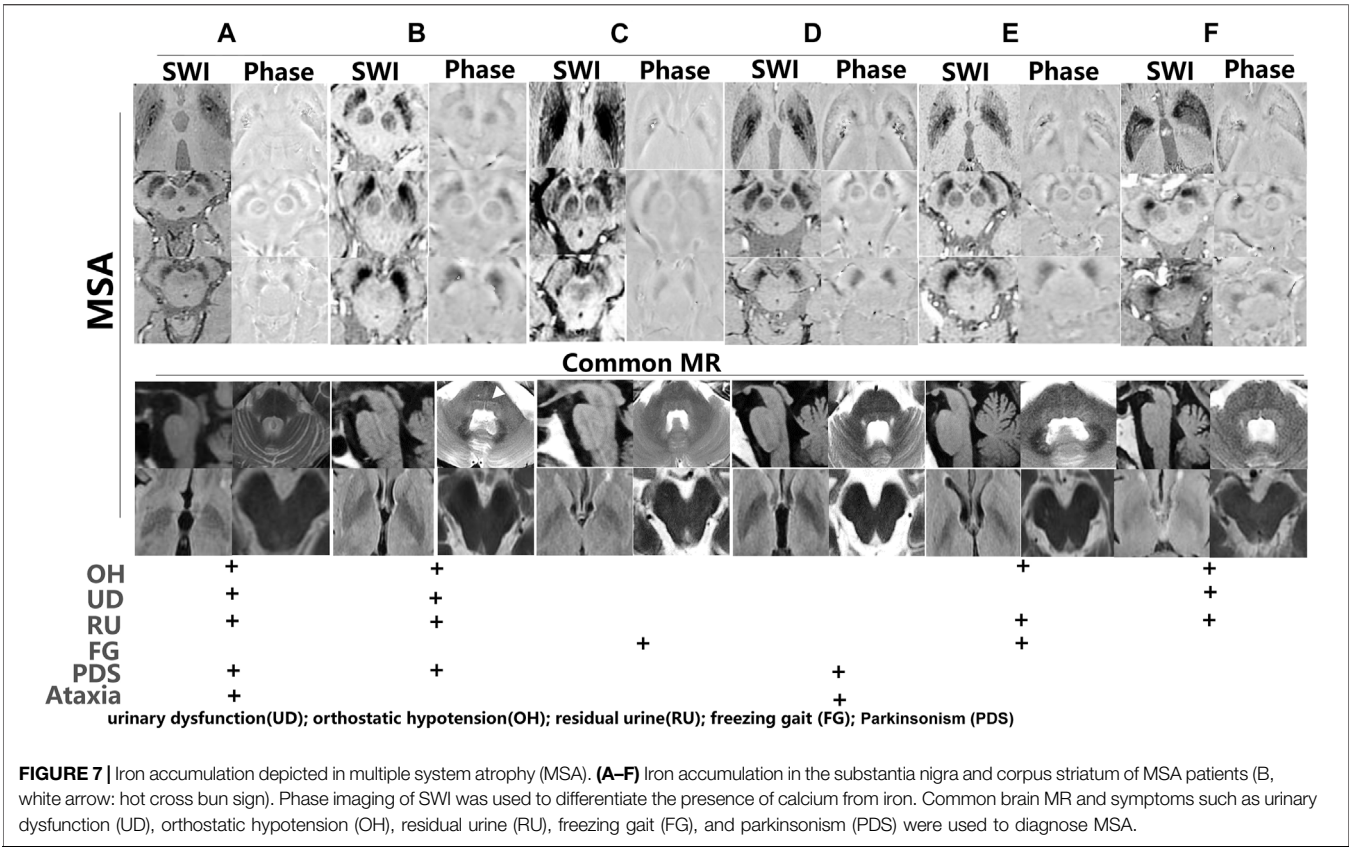 A B C D E F
SWI Phase SWI Phase SWI Phase SWI Phase SWI Phase SWI Phase
MSA
Common MR
OH + + + +
UD + + +
RU + + + +
FG + +
PDS + + +
Ataxia + +
urinary dysfunction(UD); orthostatic hypotension(OH); residual urine(RU); freezing gait (FG); Parkinsonism (PDS)
FIGURE 7 | Iron accumulation depicted in multiple system atrophy (MSA). (A–F) Iron accumulation in the substantia nigra and corpus striatum of MSA patients (B,
white arrow: hot cross bun sign). Phase imaging of SWI was used to differentiate the presence of calcium from iron. Common brain MR and symptoms such as urinary
dysfunction (UD), orthostatic hypotension (OH), residual urine (RU), freezing gait (FG), and parkinsonism (PDS) were used to diagnose MSA.